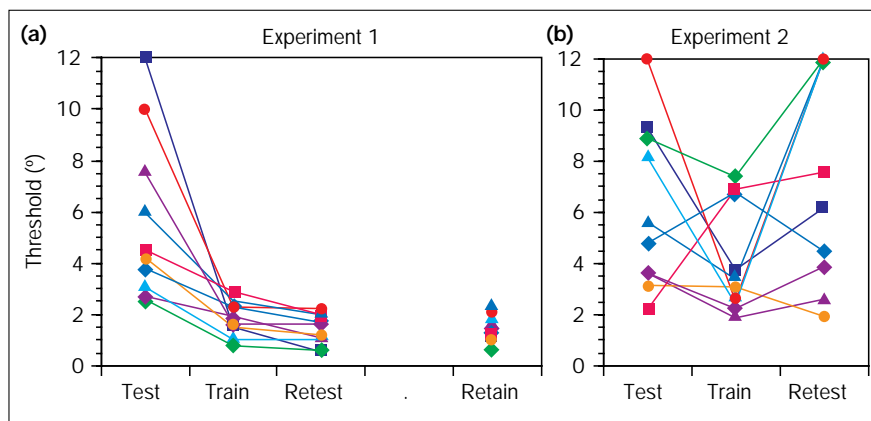 (a) Experiment 1
12
10
8
6
4
2
0
Threshold (º)
Test Train Retest . Retain
(b) Experiment 2
12
10
8
6
4
2
0
Test Train Retest